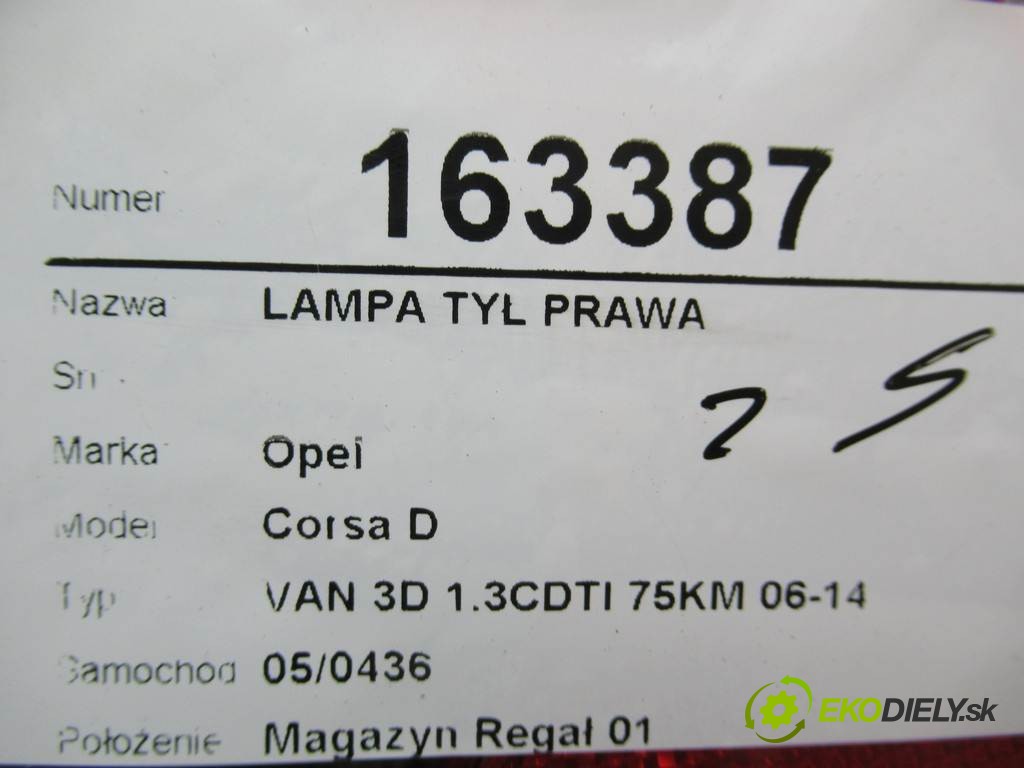 Numer 163387
Nazwa LAMPA TYŁ PRAWA
Sn
Marka Opel
Model Corsa D
Typ VAN 3D 1.3CDTI 75KM 06-14
Samochod 05/0436
Położenie Magazyn Regał 01
EKODIELY.sk